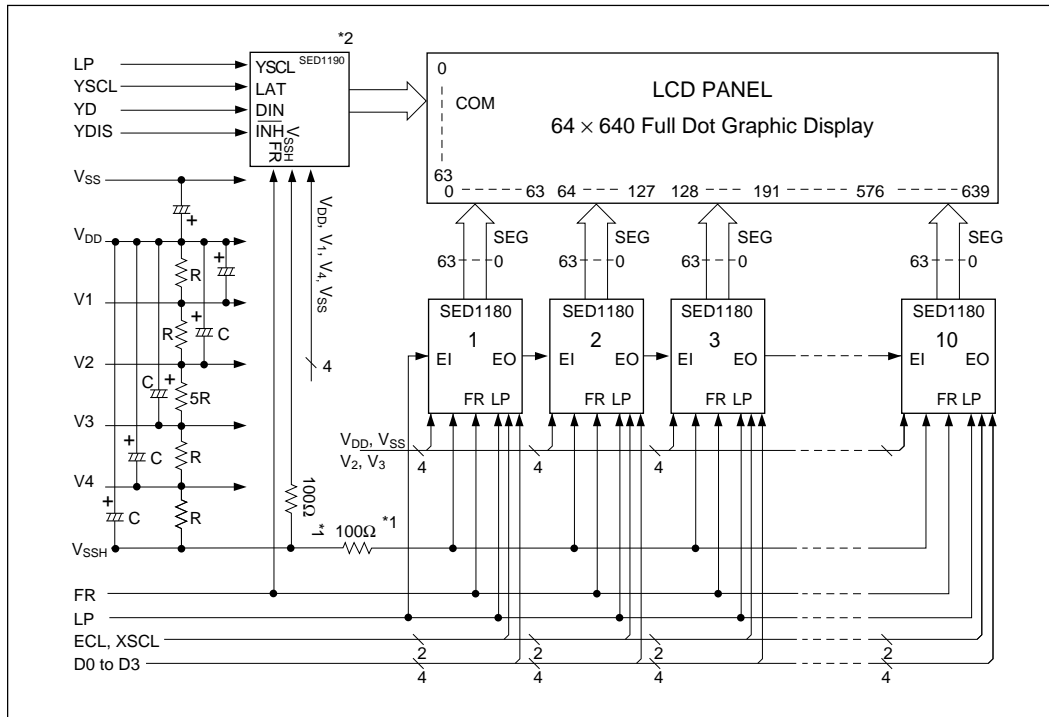 *2
LP
YSCL
YD
YDIS
SED1190
YSCL
LAT
DIN
INH
FR
VSSH
0
COM
63
LCD PANEL
64 × 640 Full Dot Graphic Display
0 63 64 127 128 191 576 639
VSS
VDD
V1
V2
V3
V4
VSSH
+
+
+
+
+
+
R
R
5R
R
R
C
C
C
C
VDD, V1, V4, VSS
4
100Ω
*1
100Ω
*1
SEG
63 0
SEG
63 0
SEG
63 0
SEG
63 0
SED1180
1
EI EO
FR LP
SED1180
2
EI EO
FR LP
SED1180
3
EI EO
FR LP
SED1180
10
EI EO
FR LP
VDD, VSS
V2, V3
4 4 4
FR
LP
ECL, XSCL
2 2 2 2
D0 to D3
4 4 4 4